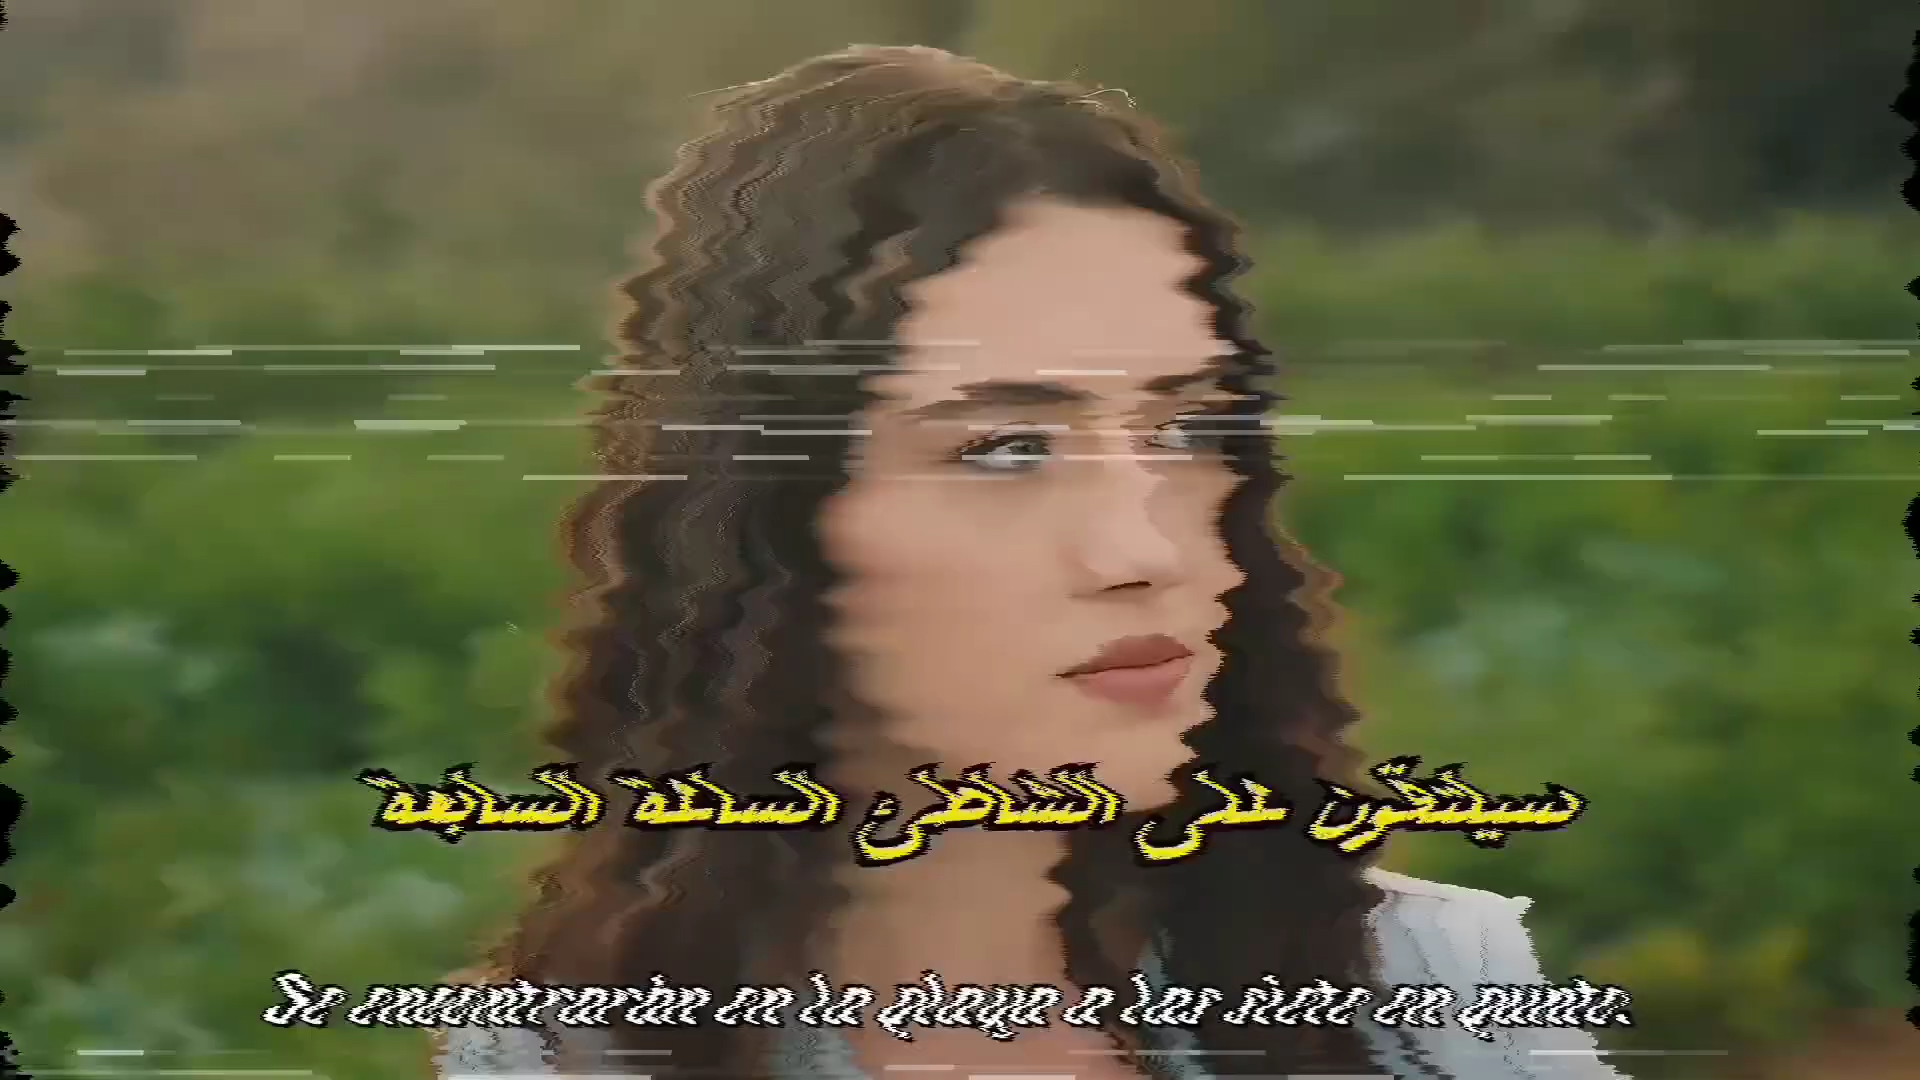 سيلتقون على الشاطئ الساعة السابعة
Se encontrarán en la playa a las siete en punto.